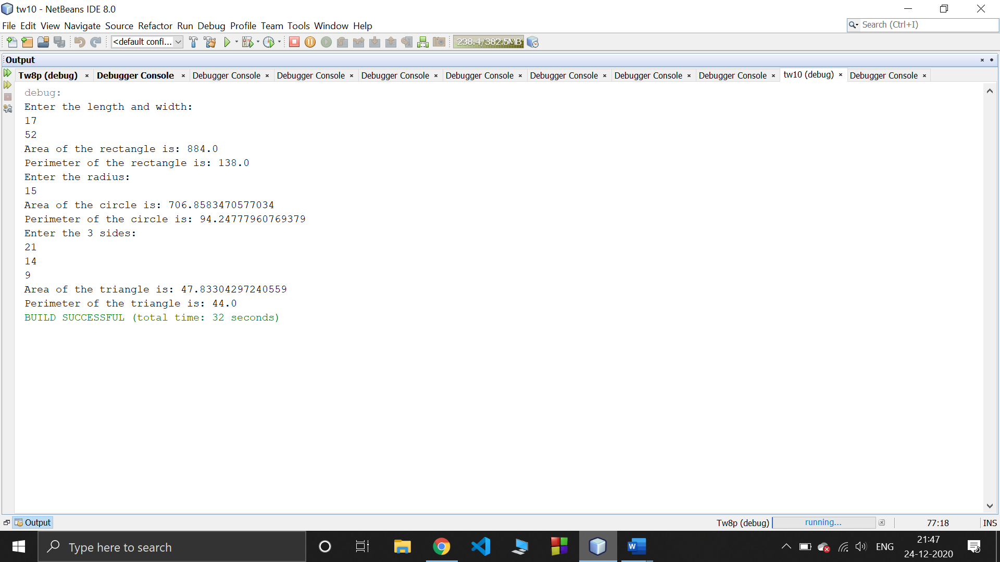 tw10 - NetBeans IDE 8.0
File Edit View Navigate Source Refactor Run Debug Profile Team Tools Window Help
Search (Ctrl+I)
<default confi...
238.4/382.5MB
Output
Tw8p (debug) Debugger Console Debugger Console Debugger Console Debugger Console Debugger Console Debugger Console Debugger Console Debugger Console tw10 (debug) Debugger Console
debug:
Enter the length and width:
17
52
Area of the rectangle is: 884.0
Perimeter of the rectangle is: 138.0
Enter the radius:
15
Area of the circle is: 706.8583470577034
Perimeter of the circle is: 94.24777960769379
Enter the 3 sides:
21
14
9
Area of the triangle is: 47.83304297240559
Perimeter of the triangle is: 44.0
BUILD SUCCESSFUL (total time: 32 seconds)
Output
Tw8p (debug) running... 77:18 INS
Type here to search
ENG
21:47
24-12-2020